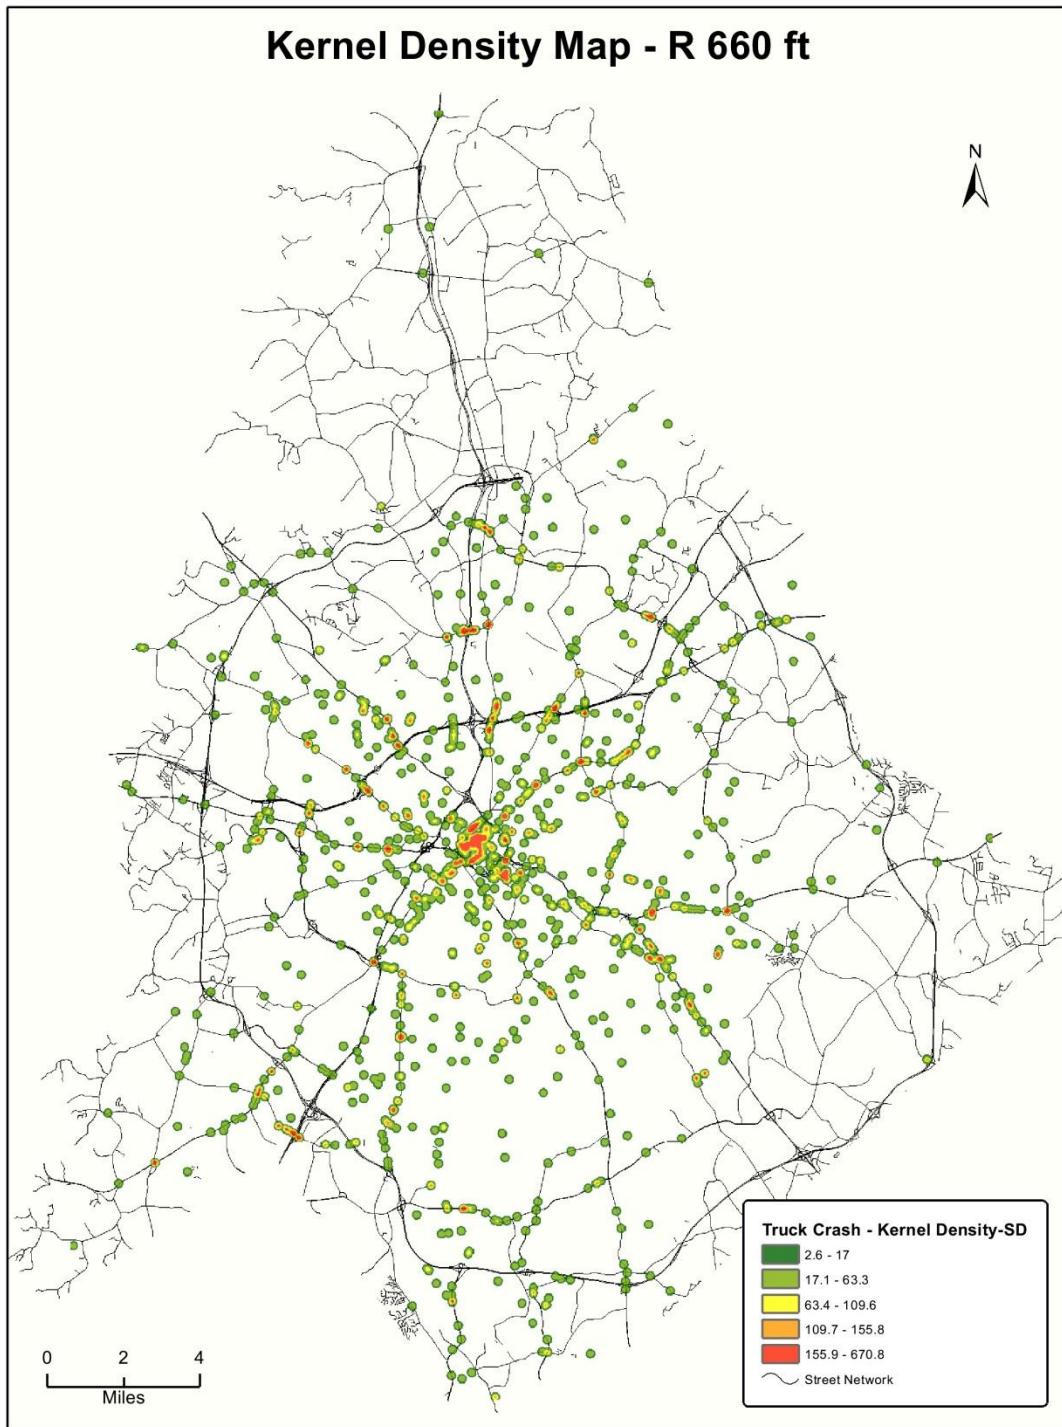 Kernel Density Map - R 660 ft
N
Truck Crash - Kernel Density-SD
2.6 - 17
17.1 - 63.3
63.4 - 109.6
109.7 - 155.8
155.9 - 670.8
Street Network
0 2 4
Miles